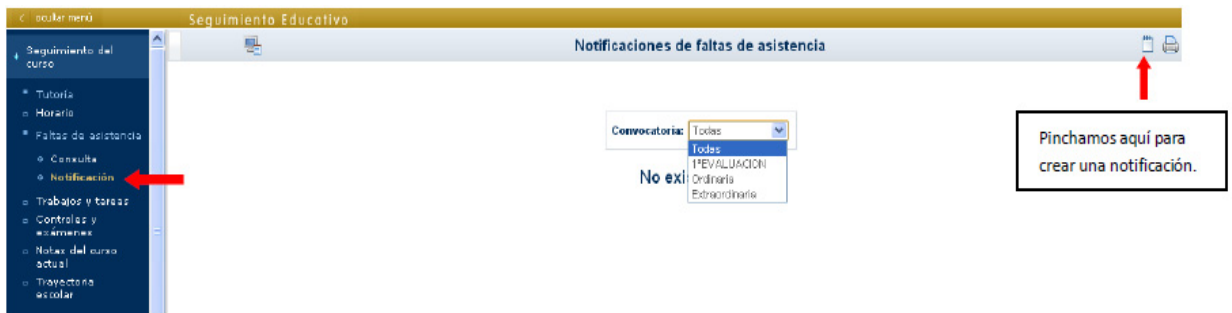 ocultar menú
Seguimiento Educativo
Seguimiento del
curso
Notificaciones de faltas de asistencia
Tutoría
Horario
Faltas de asistencia
Consulta
Notificación
Trabajos y tareas
Controles y
exámenes
Notas del curso
actual
Trayectoria
escolar
Convocatoria: Todas
Todas
1ªEVALUACION
Ordinaria
Extraordinaria
No exi
Pinchamos aquí para
crear una notificación.